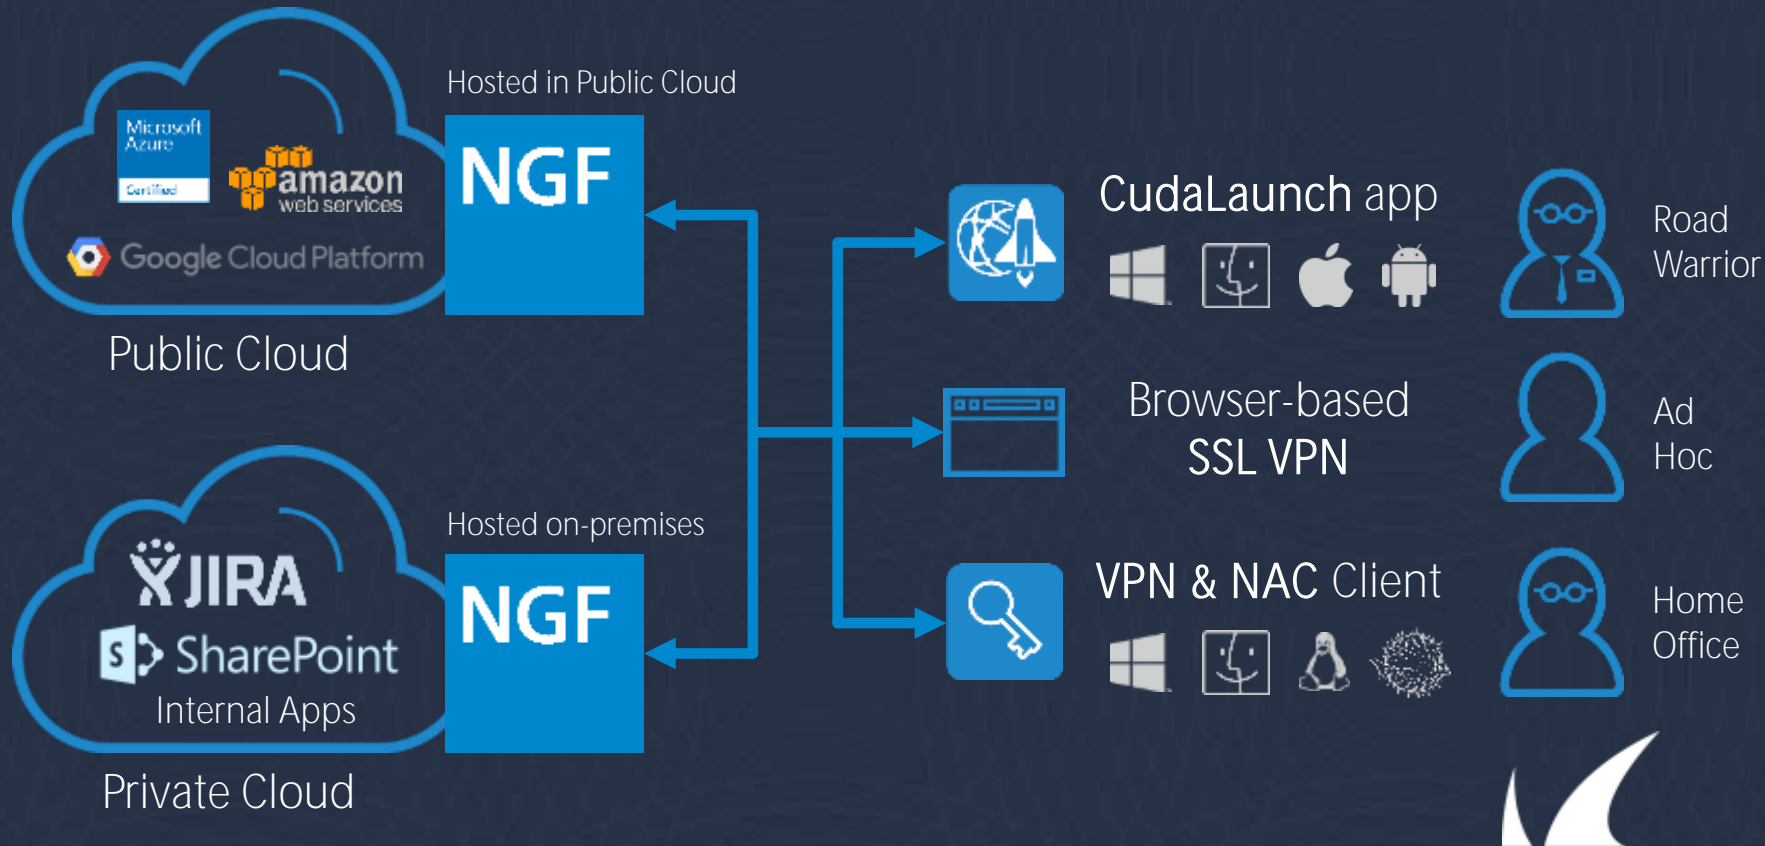 Hosted in Public Cloud
Microsoft
Azure
Certified
amazon
web services
Google Cloud Platform
NGF
Public Cloud
CudaLaunch app
Road
Warrior
Browser-based
SSL VPN
Ad
Hoc
Hosted on-premises
JIRA
S SharePoint
Internal Apps
NGF
Private Cloud
VPN & NAC Client
Home
Office